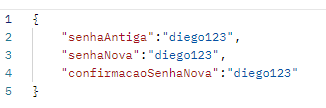 1 {
2 "senhaAntiga":"diego123",
3 "senhaNova":"diego123",
4 "confirmacaoSenhaNova":"diego123"
5 }